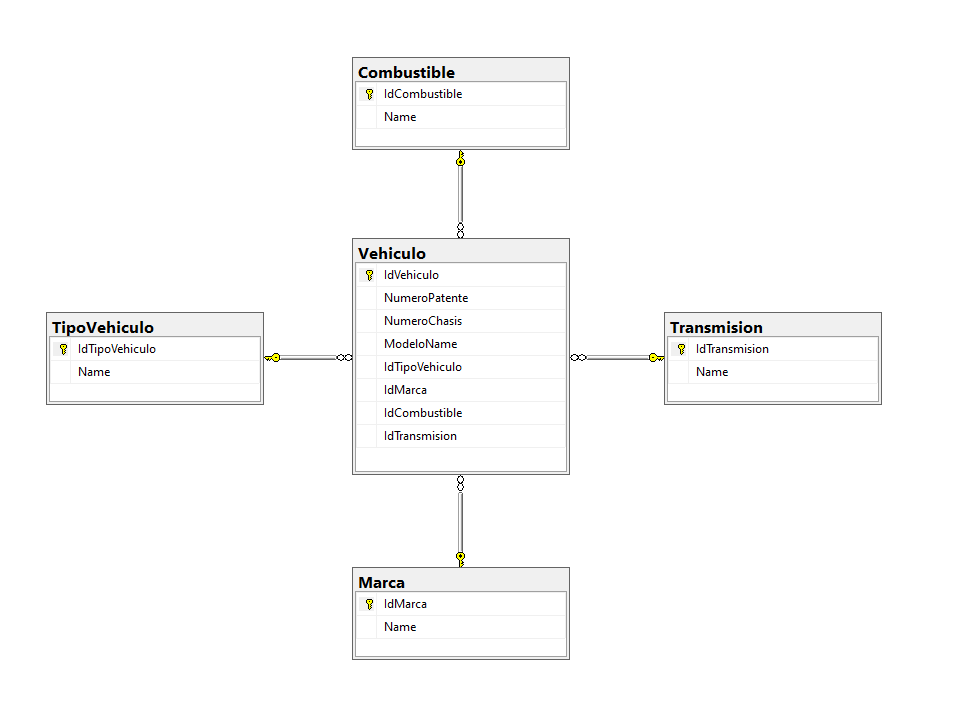 Combustible
IdCombustible
Name
Vehiculo
IdVehiculo
NumeroPatente
NumeroChasis
ModeloName
IdTipoVehiculo
IdMarca
IdCombustible
IdTransmision
TipoVehiculo
IdTipoVehiculo
Name
Transmision
IdTransmision
Name
Marca
IdMarca
Name